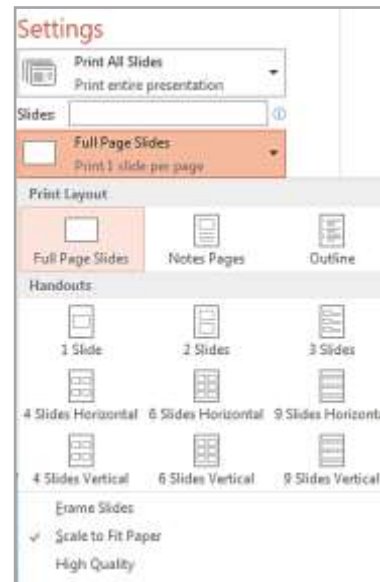 Settings
Print All Slides
Print entire presentation
Slides:
Full Page Slides
Print 1 slide per page
Print Layout
Full Page Slides Notes Pages Outline
Handouts
1 Slide 2 Slides 3 Slides
4 Slides Horizontal 6 Slides Horizontal 9 Slides Horizonta
4 Slides Vertical 6 Slides Vertical 9 Slides Vertical
Frame Slides
Scale to Fit Paper
High Quality